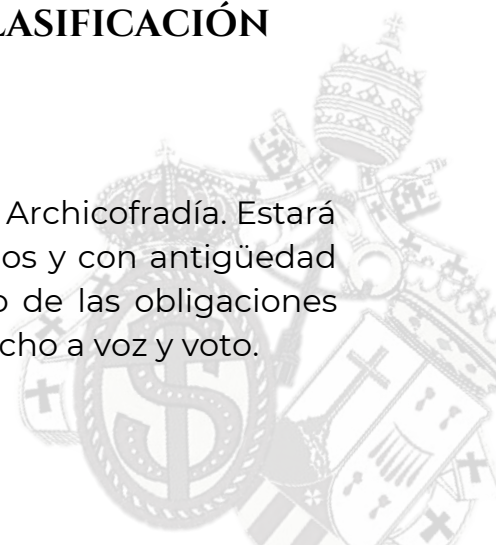 LASIFICACIÓN
Archicofradía. Estará
os y con antigüedad
o de las obligaciones
cho a voz y voto.